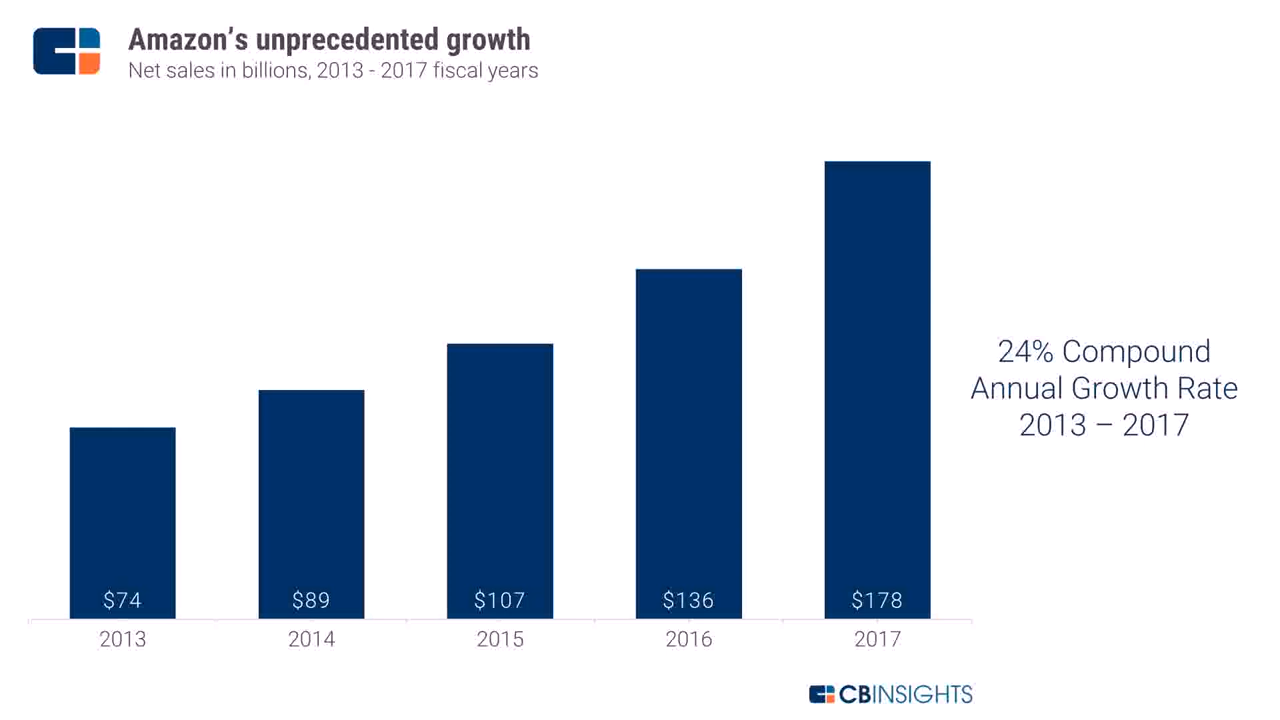 Amazon’s unprecedented growth
Net sales in billions, 2013 - 2017 fiscal years
24% Compound
Annual Growth Rate
2013 – 2017
$74
$89
$107
$136
$178
2013
2014
2015
2016
2017
CBINSIGHTS